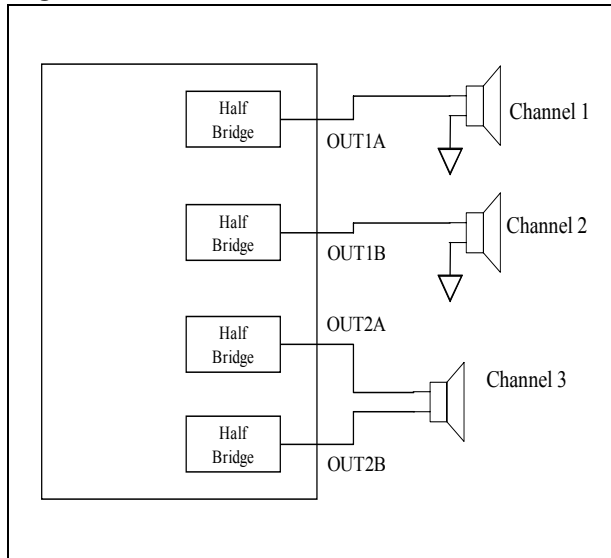 Half
Bridge
OUT1A
Channel 1
Half
Bridge
OUT1B
Channel 2
Half
Bridge
OUT2A
Channel 3
Half
Bridge
OUT2B